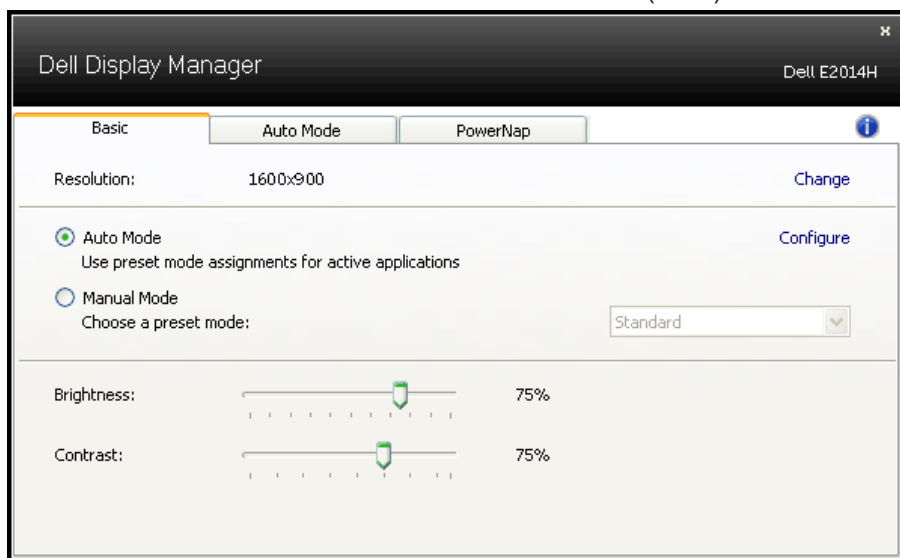 x
Dell Display Manager
Dell E2014H
Basic Auto Mode PowerNap i
Resolution: 1600x900 Change
Auto Mode Configure
Use preset mode assignments for active applications
Manual Mode
Choose a preset mode: Standard
Brightness: 75%
Contrast: 75%